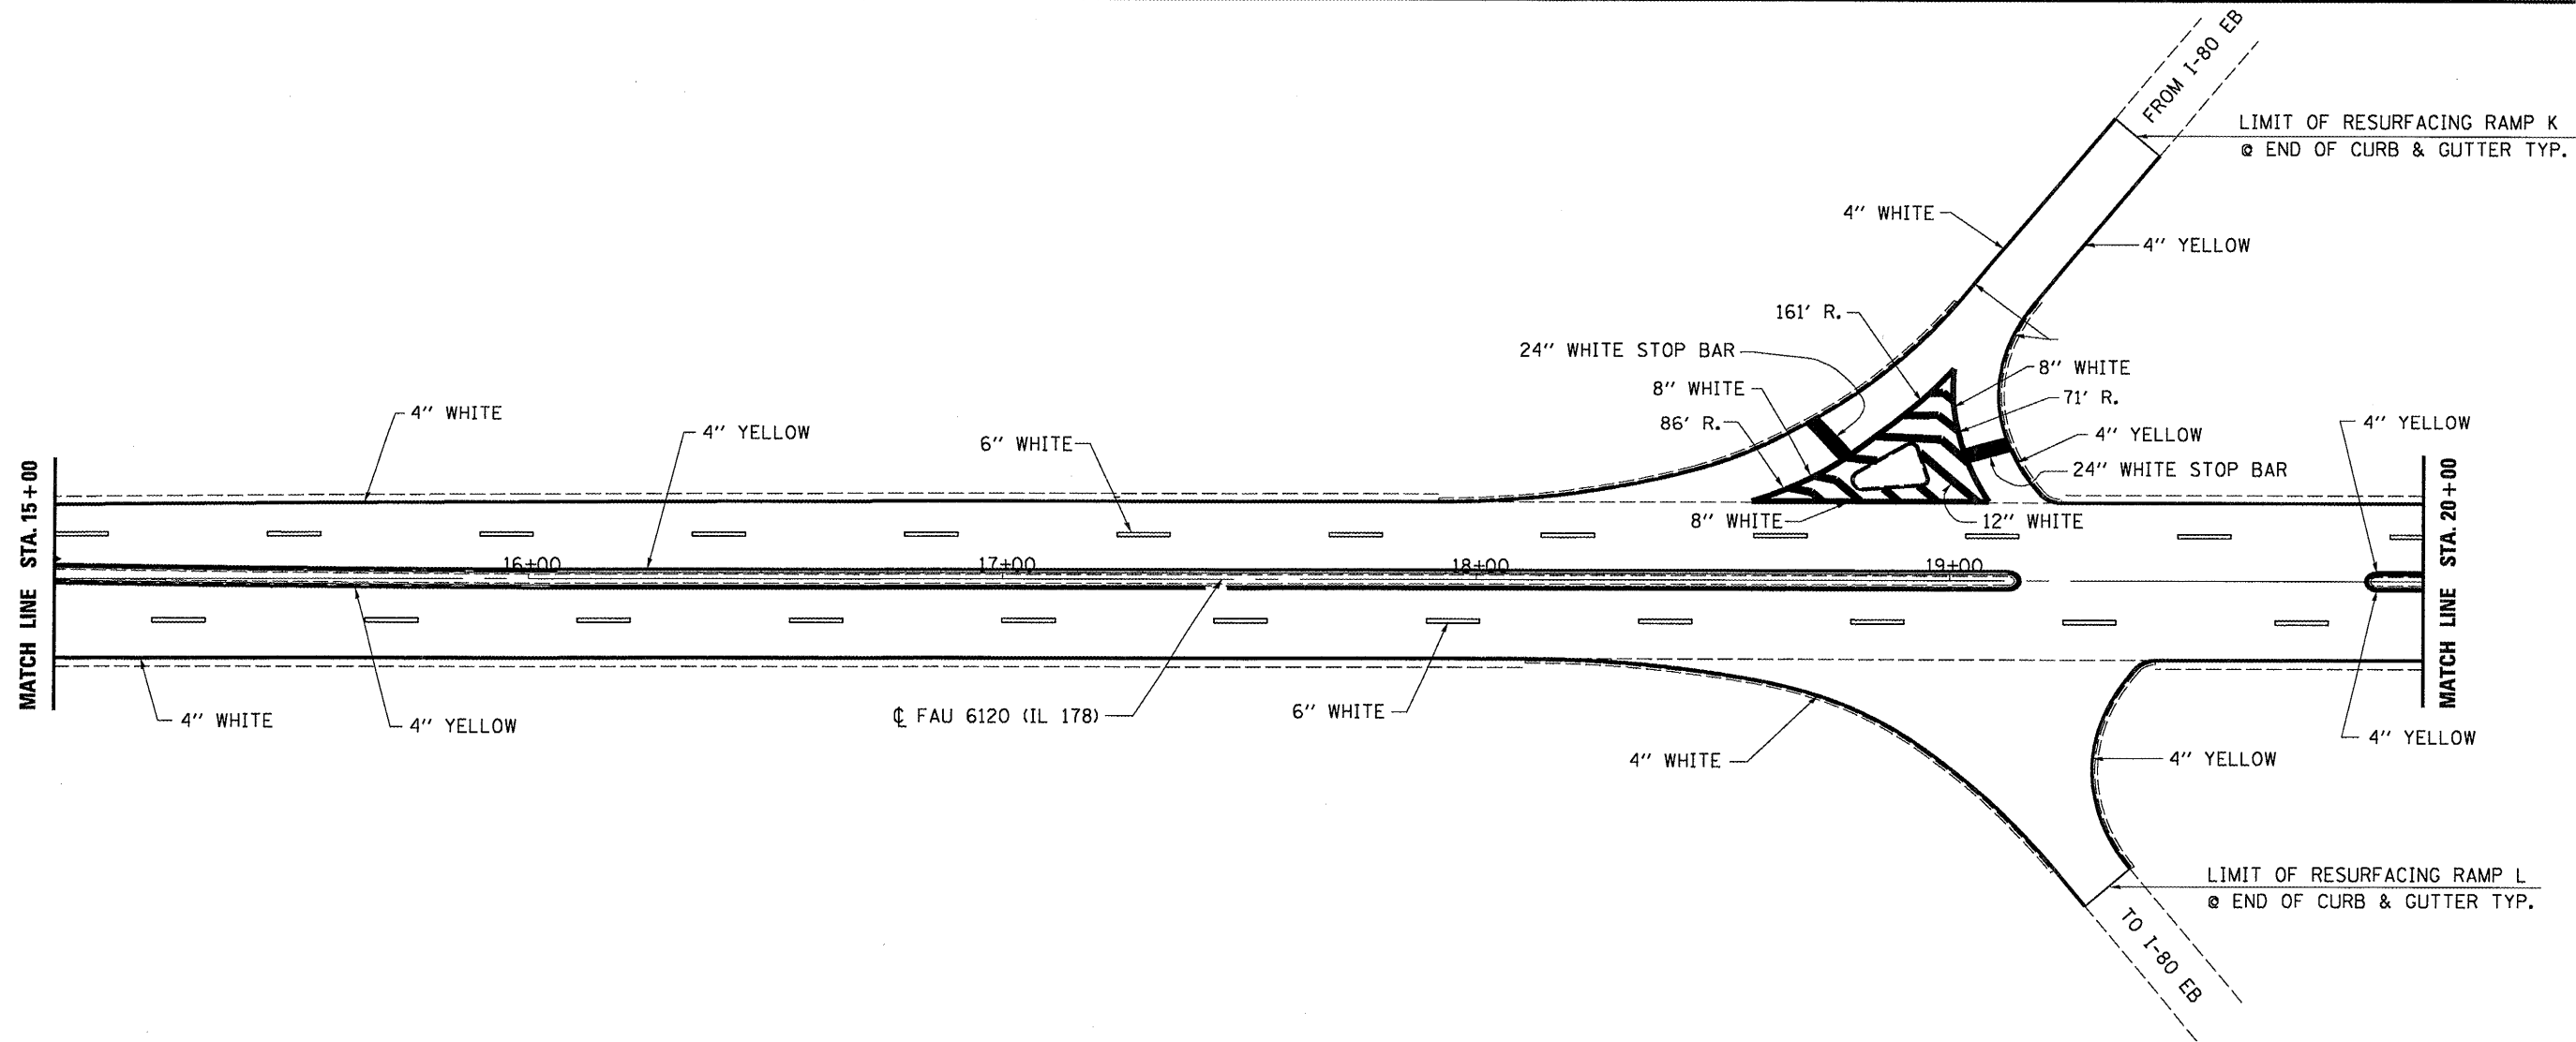 FROM I-80 EB
LIMIT OF RESURFACING RAMP K
@ END OF CURB & GUTTER TYP.
4" WHITE
4" YELLOW
161' R.
24" WHITE STOP BAR
8" WHITE
8" WHITE
71' R.
86' R.
4" YELLOW
24" WHITE STOP BAR
4" WHITE
4" YELLOW
6" WHITE
4" YELLOW
8" WHITE
12" WHITE
MATCH LINE STA. 15+00
16+00
17+00
18+00
19+00
MATCH LINE STA. 20+00
4" WHITE
4" YELLOW
℄ FAU 6120 (IL 178)
6" WHITE
4" WHITE
4" YELLOW
4" YELLOW
LIMIT OF RESURFACING RAMP L
@ END OF CURB & GUTTER TYP.
TO I-80 EB